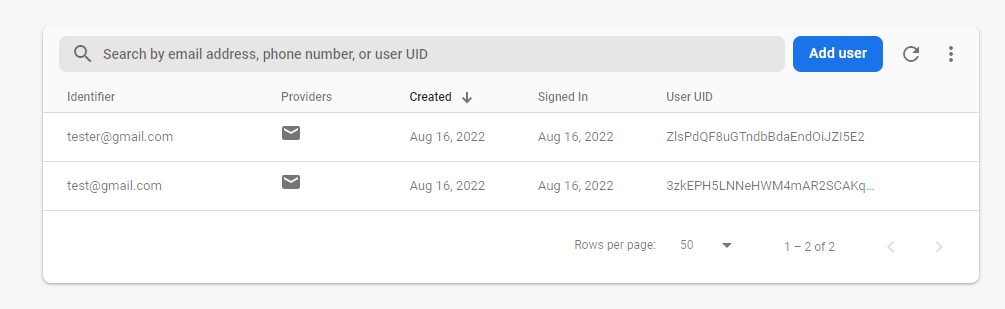 Search by email address, phone number, or user UID Add user
Identifier Providers Created Signed In User UID
tester@gmail.com Aug 16, 2022 Aug 16, 2022 ZlsPdQF8uGTndbBdaEndOiJZI5E2
test@gmail.com Aug 16, 2022 Aug 16, 2022 3zkEPH5LNNeHWM4mAR2SCAKq...
Rows per page: 50 1 – 2 of 2